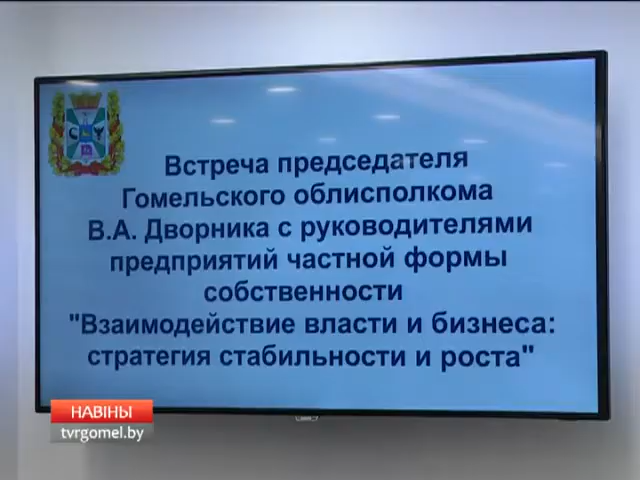 Встреча председателя
Гомельского облисполкома
В.А. Дворника с руководителями
предприятий частной формы
собственности
"Взаимодействие власти и бизнеса:
стратегия стабильности и роста"
НАВІНЫ
tvrgomel.by